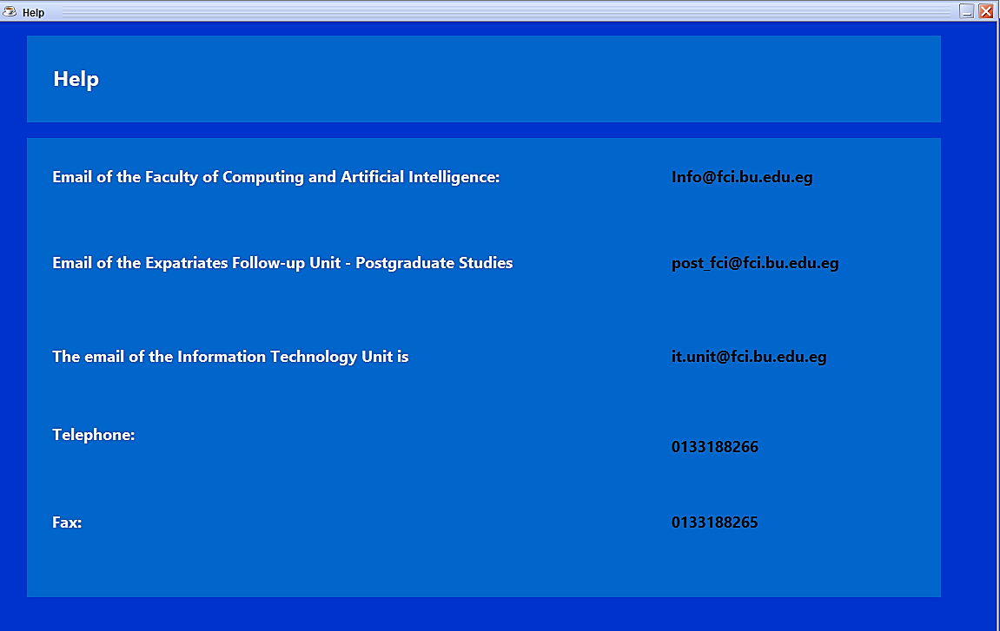 Help
Help
Email of the Faculty of Computing and Artificial Intelligence: Info@fci.bu.edu.eg
Email of the Expatriates Follow-up Unit - Postgraduate Studies post_fci@fci.bu.edu.eg
The email of the Information Technology Unit is it.unit@fci.bu.edu.eg
Telephone: 0133188266
Fax: 0133188265